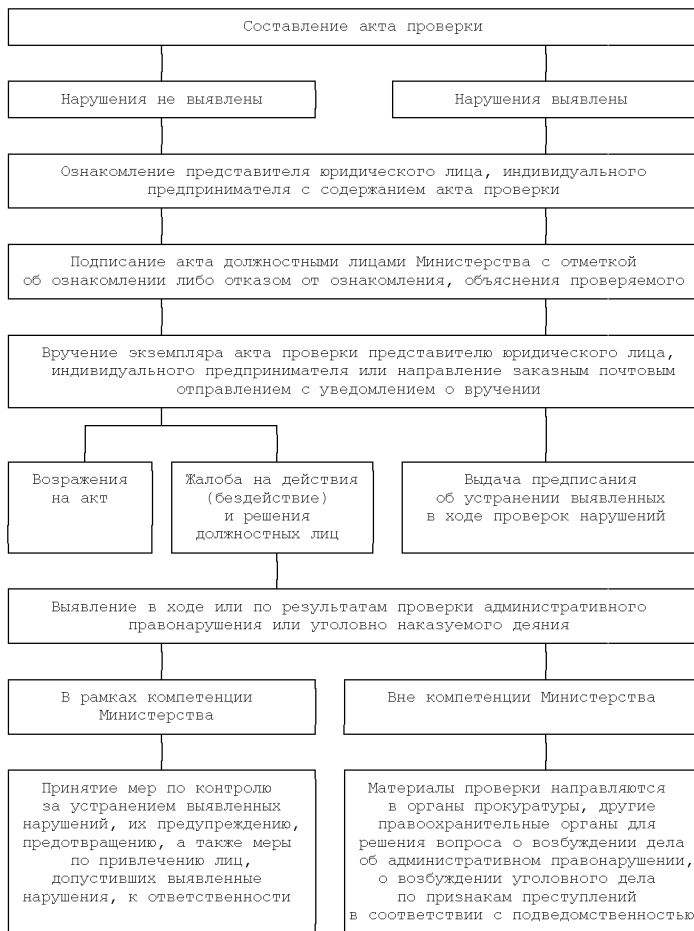 Составление акта проверки
Нарушения не выявлены
Нарушения выявлены
Ознакомление представителя юридического лица, индивидуального
предпринимателя с содержанием акта проверки
Подписание акта должностными лицами Министерства с отметкой
об ознакомлении либо отказом от ознакомления, объяснения проверяемого
Вручение экземпляра акта проверки представителю юридического лица,
индивидуального предпринимателя или направление заказным почтовым
отправлением с уведомлением о вручении
Возражения
на акт
Жалоба на действия
(бездействие)
и решения
должностных лиц
Выдача предписания
об устранении выявленных
в ходе проверок нарушений
Выявление в ходе или по результатам проверки административного
правонарушения или уголовно наказуемого деяния
В рамках компетенции
Министерства
Вне компетенции Министерства
Принятие мер по контролю
за устранением выявленных
нарушений, их предупреждению,
предотвращению, а также меры
по привлечению лиц,
допустивших выявленные
нарушения, к ответственности
Материалы проверки направляются
в органы прокуратуры, другие
правоохранительные органы для
решения вопроса о возбуждении дела
об административном правонарушении,
о возбуждении уголовного дела
по признакам преступлений
в соответствии с подведомственностью